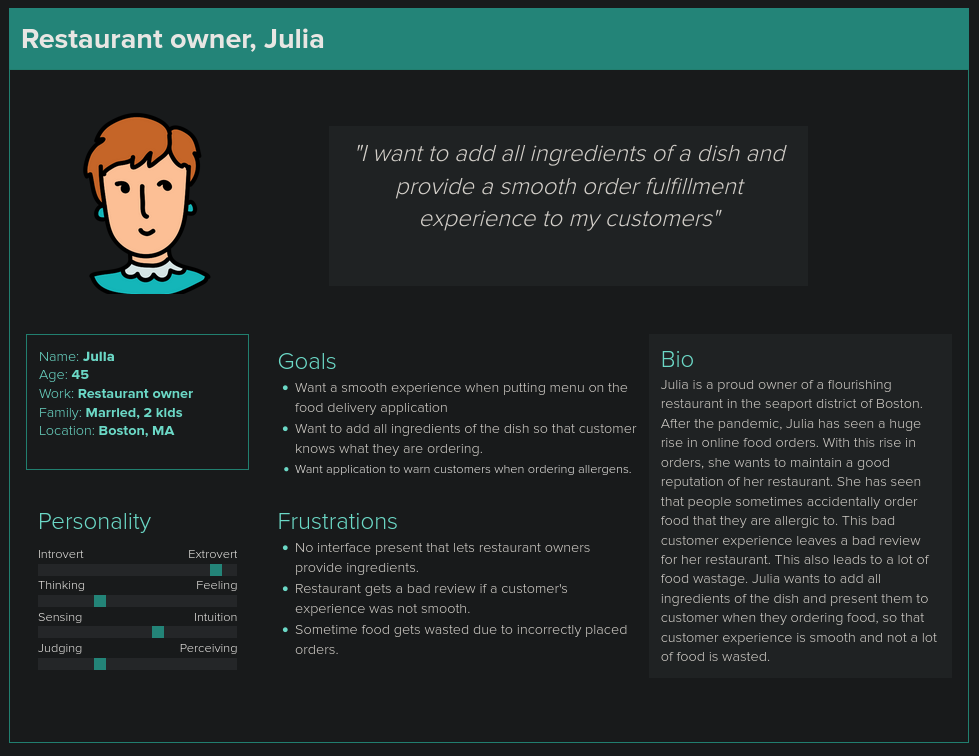 Restaurant owner, Julia
"I want to add all ingredients of a dish and
provide a smooth order fulfillment
experience to my customers"
Name: Julia
Age: 45
Work: Restaurant owner
Family: Married, 2 kids
Location: Boston, MA
Personality
Introvert Extrovert
Thinking Feeling
Sensing Intuition
Judging Perceiving
Goals
• Want a smooth experience when putting menu on the
food delivery application
• Want to add all ingredients of the dish so that customer
knows what they are ordering.
• Want application to warn customers when ordering allergens.
Frustrations
• No interface present that lets restaurant owners
provide ingredients.
• Restaurant gets a bad review if a customer's
experience was not smooth.
• Sometime food gets wasted due to incorrectly placed
orders.
Bio
Julia is a proud owner of a flourishing
restaurant in the seaport district of Boston.
After the pandemic, Julia has seen a huge
rise in online food orders. With this rise in
orders, she wants to maintain a good
reputation of her restaurant. She has seen
that people sometimes accidentally order
food that they are allergic to. This bad
customer experience leaves a bad review
for her restaurant. This also leads to a lot of
food wastage. Julia wants to add all
ingredients of the dish and present them to
customer when they ordering food, so that
customer experience is smooth and not a lot
of food is wasted.